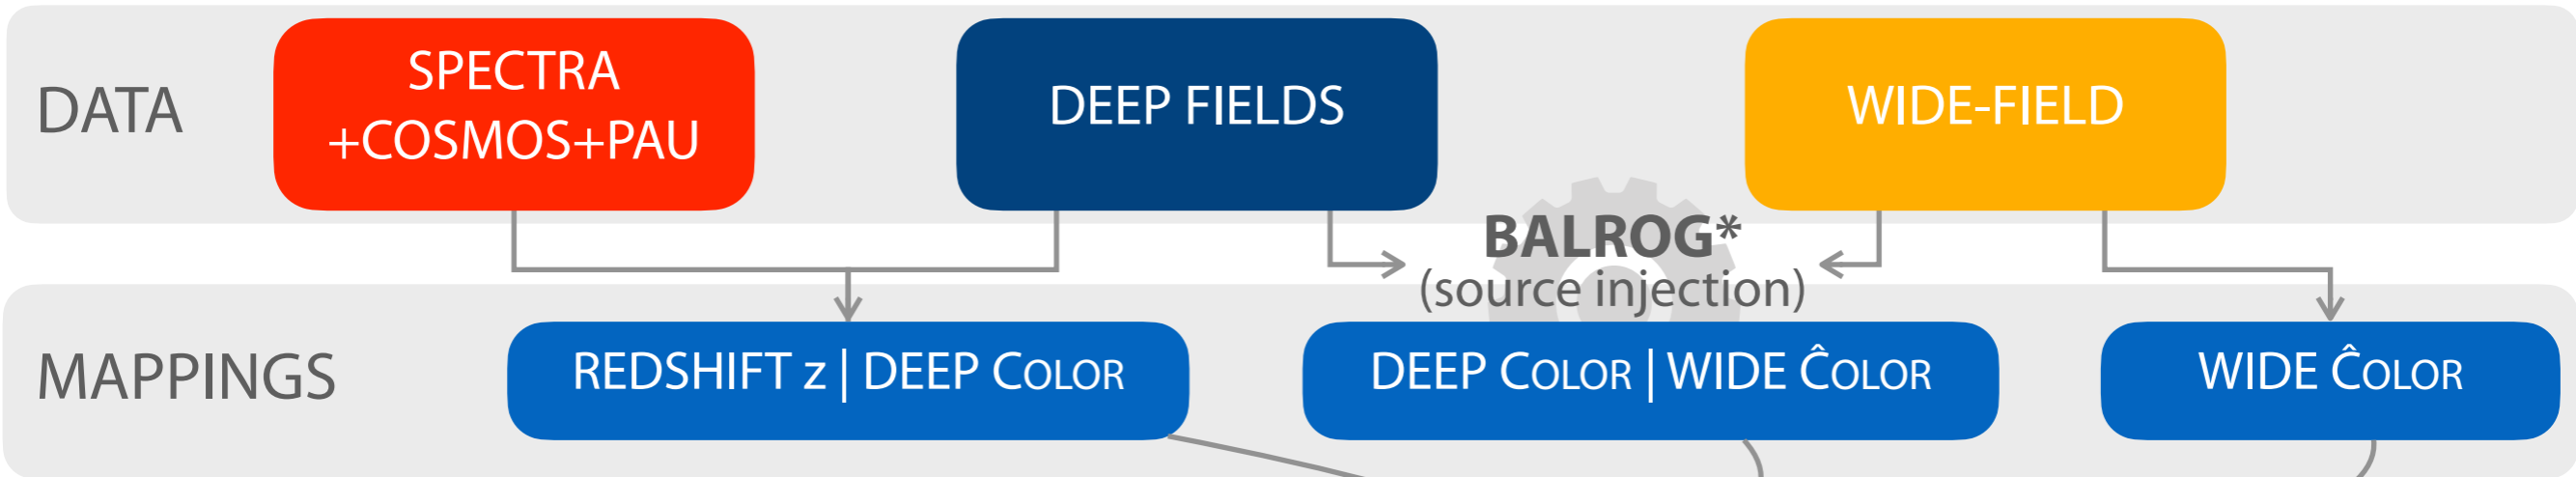 DATA
SPECTRA
+COSMOS+PAU
DEEP FIELDS
WIDE-FIELD
BALROG*
(source injection)
MAPPINGS
REDSHIFT z | DEEP COLOR
DEEP COLOR | WIDE ĈOLOR
WIDE ĈOLOR